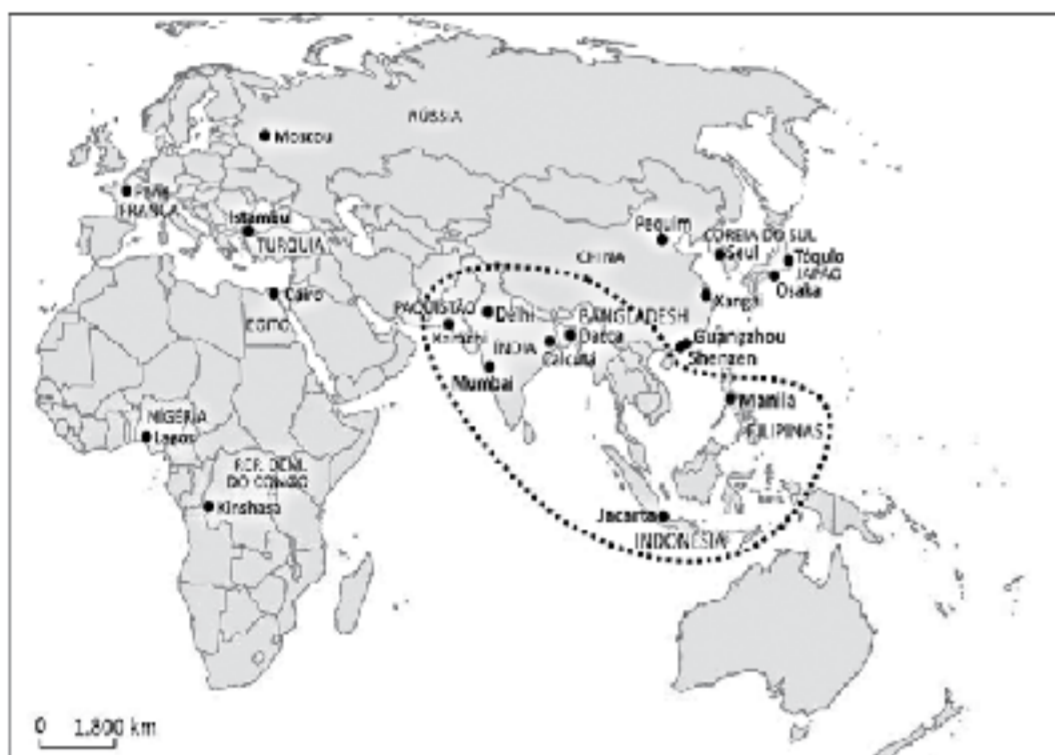 RÚSSIA
Moscou
Paris
FRANÇA
Istambul
TURQUIA
Pequim
COREIA DO SUL
Seul
Tóquio
JAPÃO
Osaka
CHINA
Xangai
Cairo
EGITO
PAQUISTÃO
Karachi
Délhi
ÍNDIA
BANGLADESH
Dacca
Calcutá
Guangzhou
Shenzen
Mumbai
Manila
FILIPINAS
NIGÉRIA
Lagos
REP. DEM.
DO CONGO
Kinshasa
Jacarta
INDONÉSIA
0 1.800 km